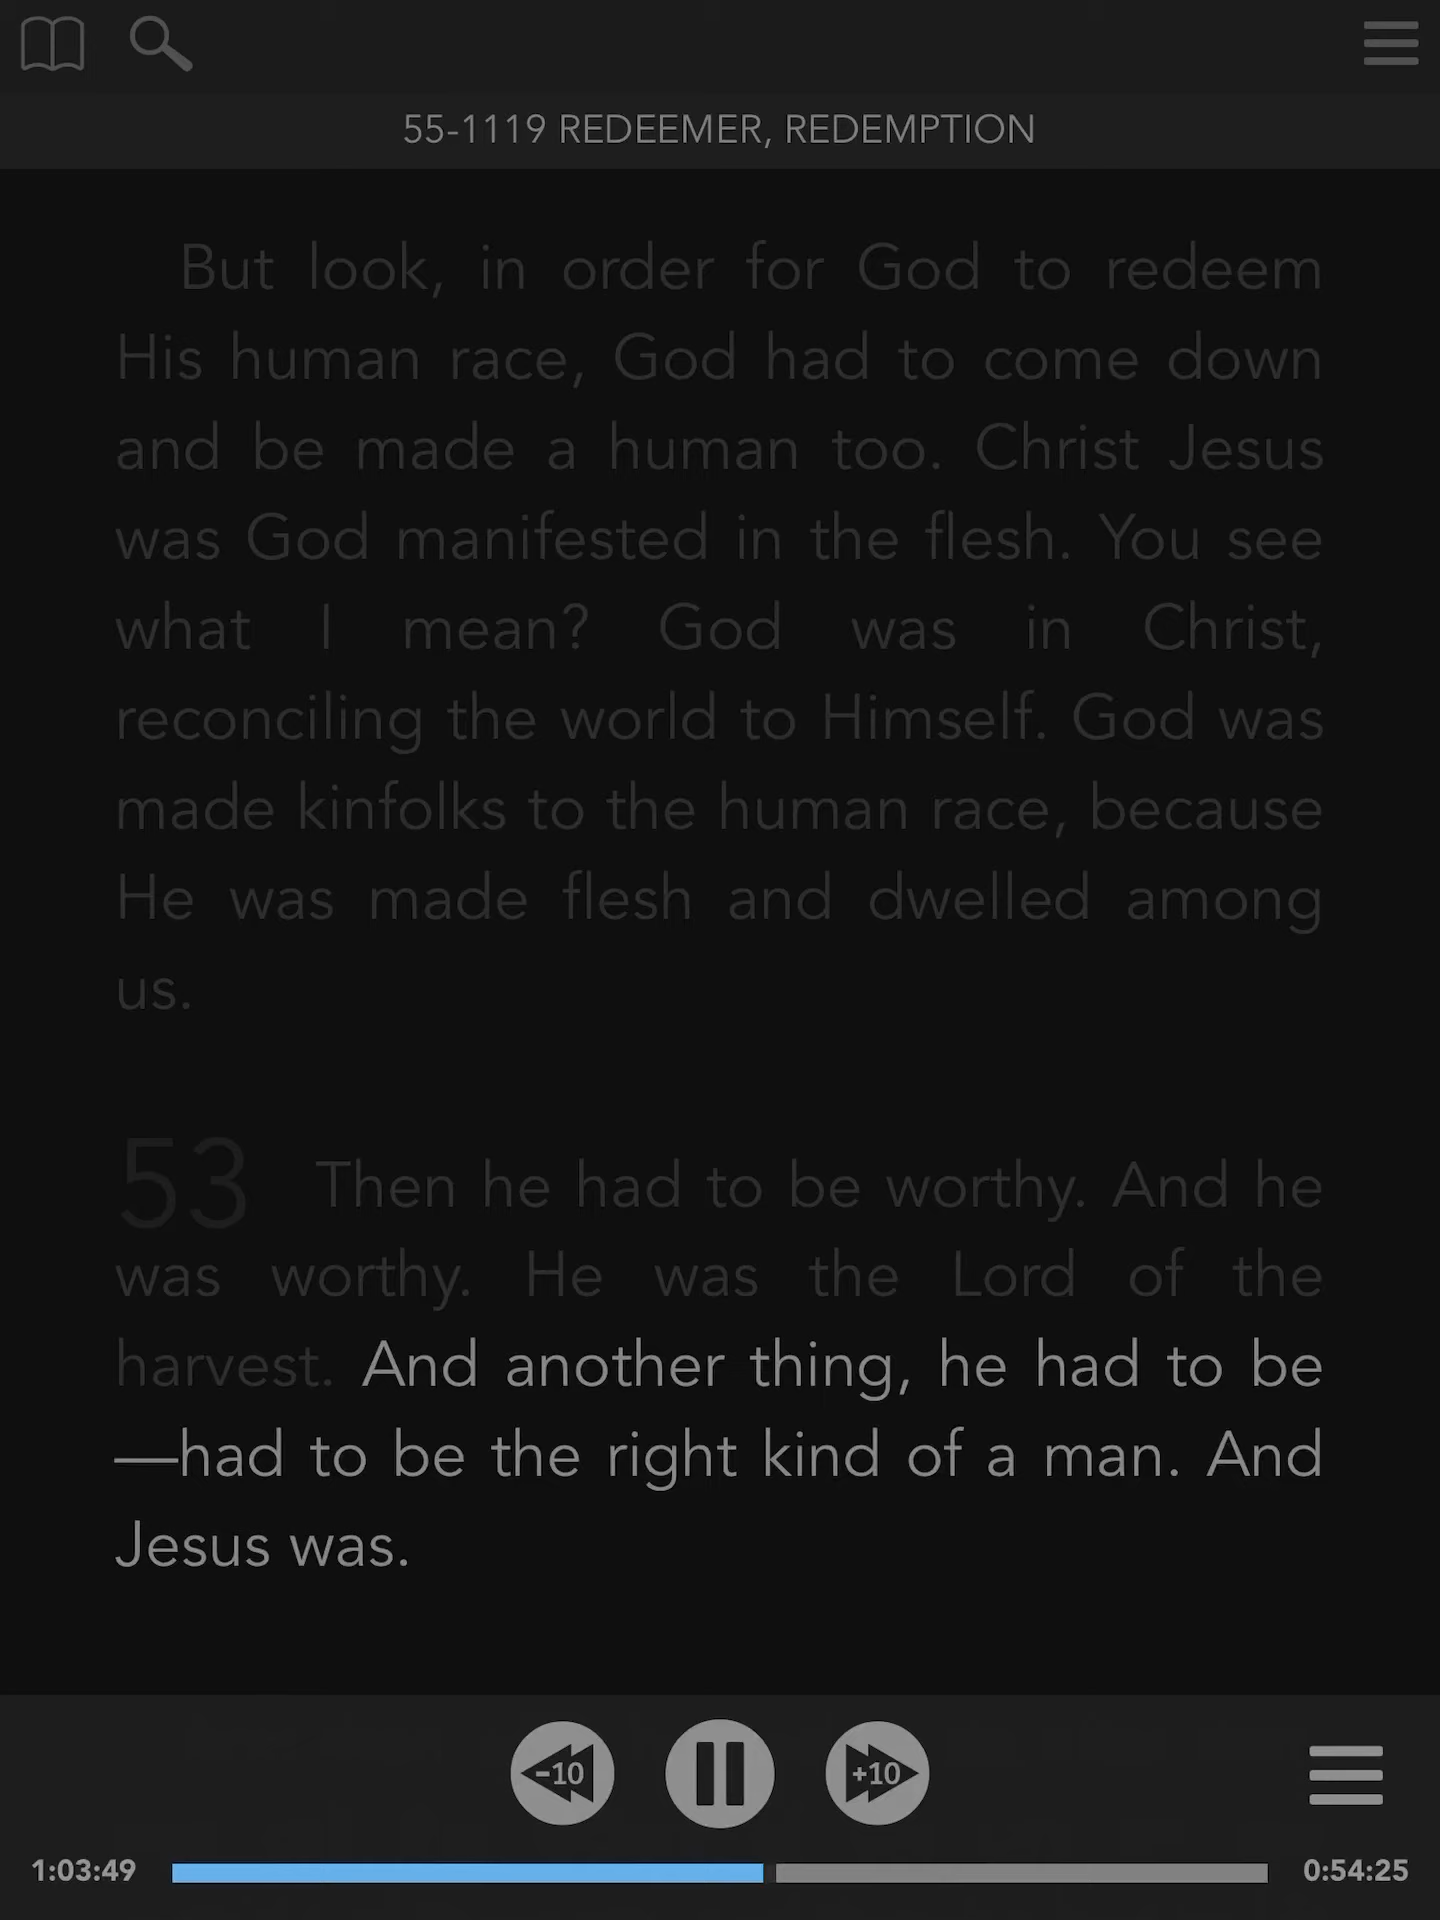 55-1119 REDEEMER, REDEMPTION
But look, in order for God to redeem
His human race, God had to come down
and be made a human too. Christ Jesus
was God manifested in the flesh. You see
what I mean? God was in Christ,
reconciling the world to Himself. God was
made kinfolks to the human race, because
He was made flesh and dwelled among
us.
53 Then he had to be worthy. And he
was worthy. He was the Lord of the
harvest. And another thing, he had to be
—had to be the right kind of a man. And
Jesus was.
-10 +10
1:03:49 0:54:25